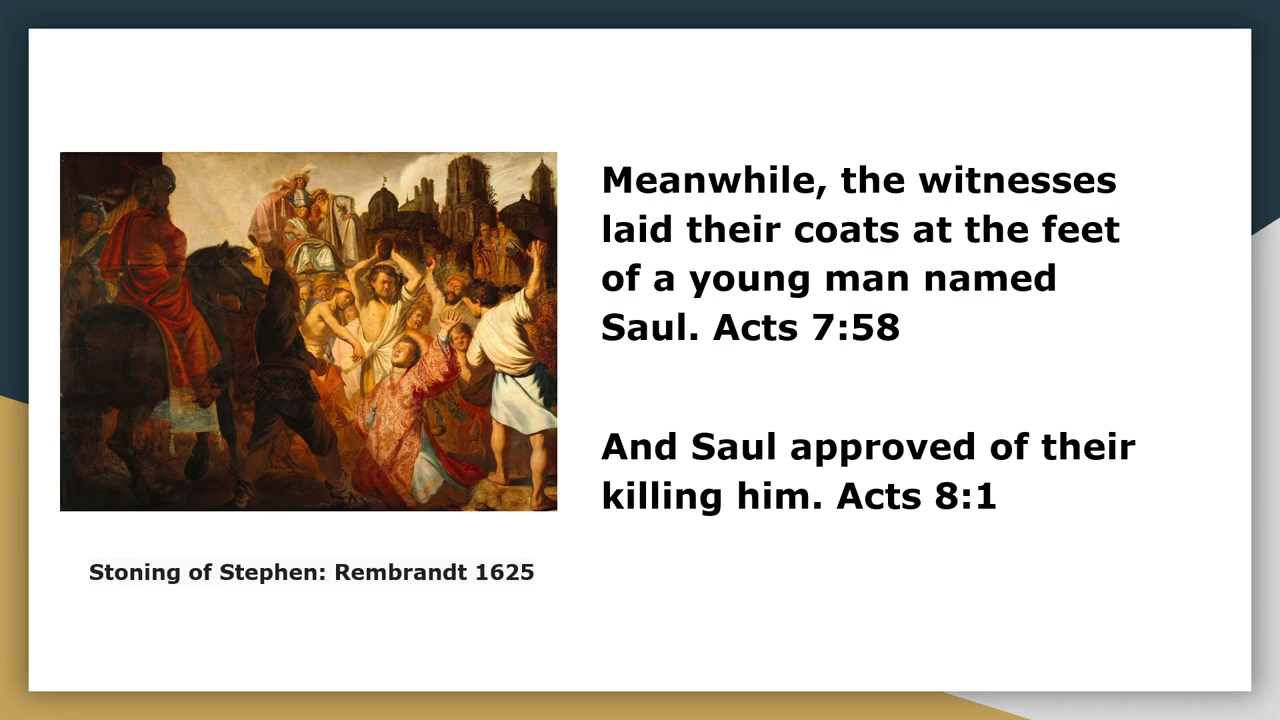 Meanwhile, the witnesses
laid their coats at the feet
of a young man named
Saul. Acts 7:58
And Saul approved of their
killing him. Acts 8:1
Stoning of Stephen: Rembrandt 1625